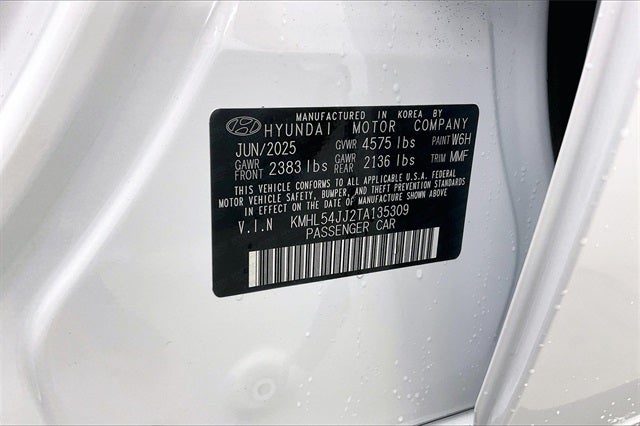 MANUFACTURED IN KOREA BY
HYUNDAI MOTOR COMPANY
JUN/2025 GVWR 4575 lbs PAINT W6H
GAWR FRONT 2383 lbs GAWR REAR 2136 lbs TRIM MMF
THIS VEHICLE CONFORMS TO ALL APPLICABLE U.S.A. FEDERAL
MOTOR VEHICLE SAFETY, BUMPER, AND THEFT PREVENTION STANDARDS
IN EFFECT ON THE DATE OF MANUFACTURE SHOWN ABOVE
V.I.N KMHL54JJ2TA135309
PASSENGER CAR